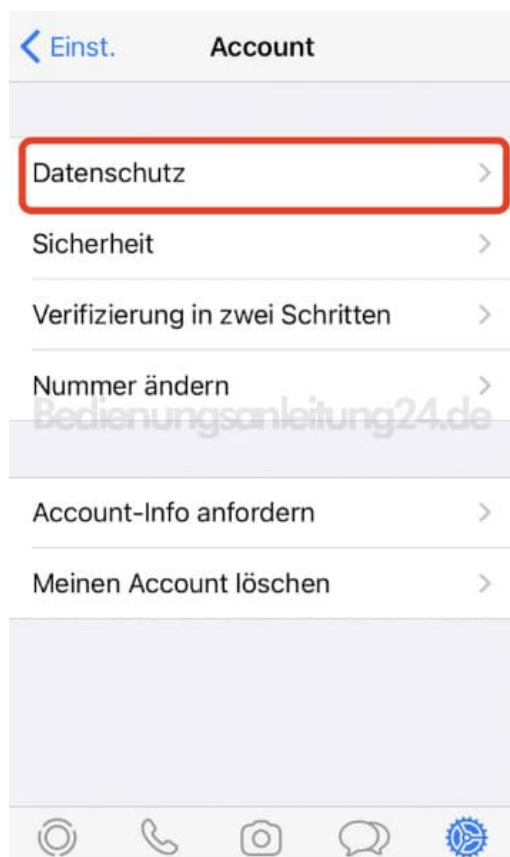 Einst. Account
Datenschutz
Sicherheit
Verifizierung in zwei Schritten
Nummer ändern
Bedienungsanleitung24.de
Account-Info anfordern
Meinen Account löschen